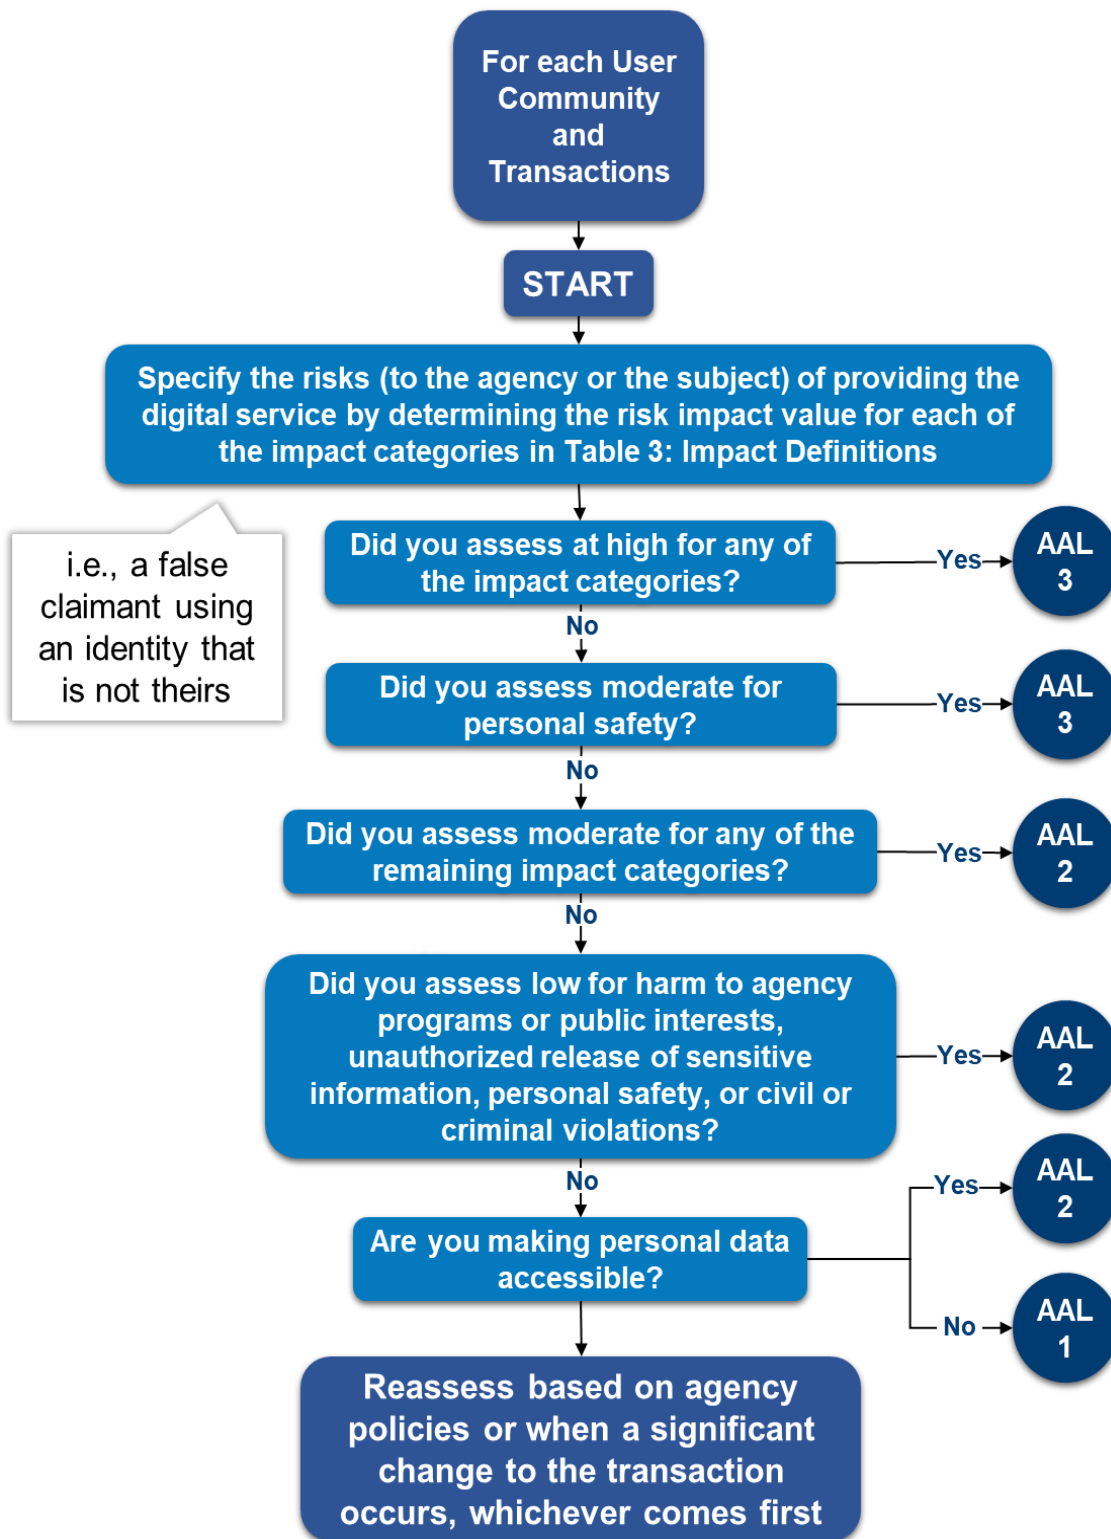 For each User
Community
and
Transactions
START
Specify the risks (to the agency or the subject) of providing the
digital service by determining the risk impact value for each of
the impact categories in Table 3: Impact Definitions
i.e., a false
claimant using
an identity that
is not theirs
Did you assess at high for any of
the impact categories?
Yes
AAL
3
No
Did you assess moderate for
personal safety?
Yes
AAL
3
No
Did you assess moderate for any of the
remaining impact categories?
Yes
AAL
2
No
Did you assess low for harm to agency
programs or public interests,
unauthorized release of sensitive
information, personal safety, or civil or
criminal violations?
Yes
AAL
2
No
Are you making personal data
accessible?
Yes
AAL
2
No
AAL
1
Reassess based on agency
policies or when a significant
change to the transaction
occurs, whichever comes first